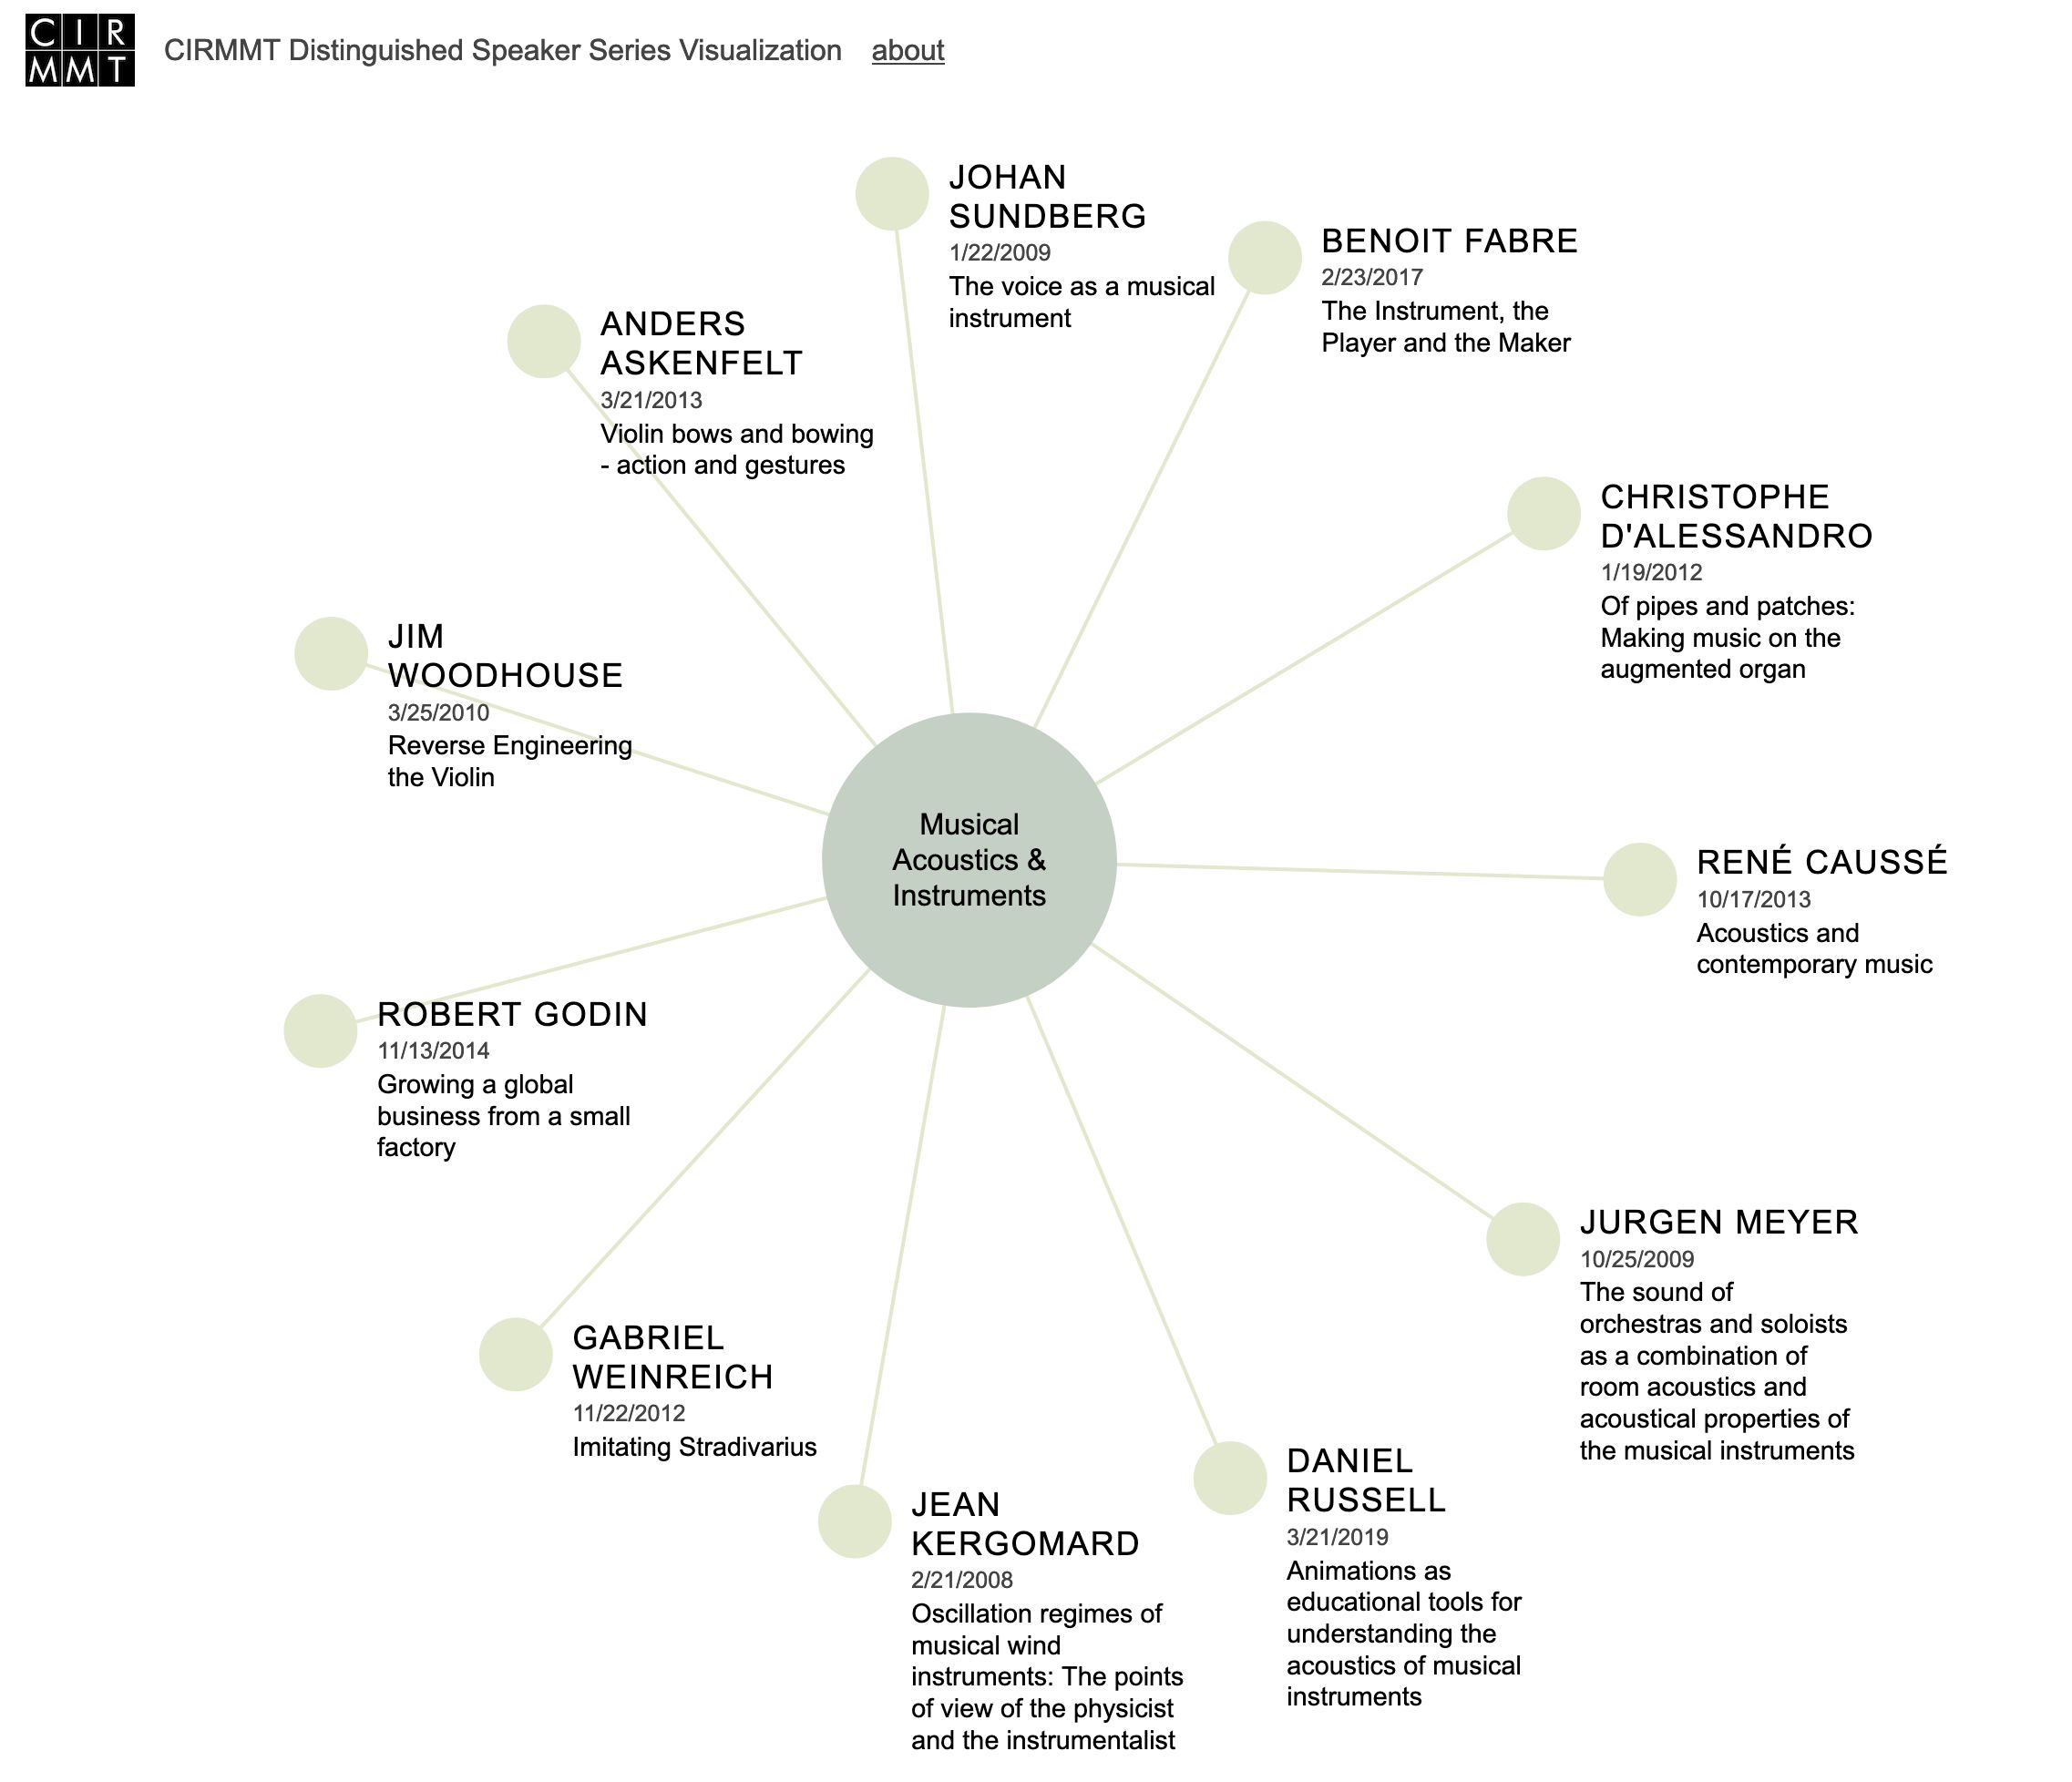 CIR
MMT
CIRMMT Distinguished Speaker Series Visualization about
JOHAN
SUNDBERG
1/22/2009
The voice as a musical
instrument
BENOIT FABRE
2/23/2017
The Instrument, the
Player and the Maker
ANDERS
ASKENFELT
3/21/2013
Violin bows and bowing
- action and gestures
CHRISTOPHE
D'ALESSANDRO
1/19/2012
Of pipes and patches:
Making music on the
augmented organ
JIM
WOODHOUSE
3/25/2010
Reverse Engineering
the Violin
Musical
Acoustics &
Instruments
RENÉ CAUSSÉ
10/17/2013
Acoustics and
contemporary music
ROBERT GODIN
11/13/2014
Growing a global
business from a small
factory
JURGEN MEYER
10/25/2009
The sound of
orchestras and soloists
as a combination of
room acoustics and
acoustical properties of
the musical instruments
GABRIEL
WEINREICH
11/22/2012
Imitating Stradivarius
DANIEL
RUSSELL
3/21/2019
Animations as
educational tools for
understanding the
acoustics of musical
instruments
JEAN
KERGOMARD
2/21/2008
Oscillation regimes of
musical wind
instruments: The points
of view of the physicist
and the instrumentalist